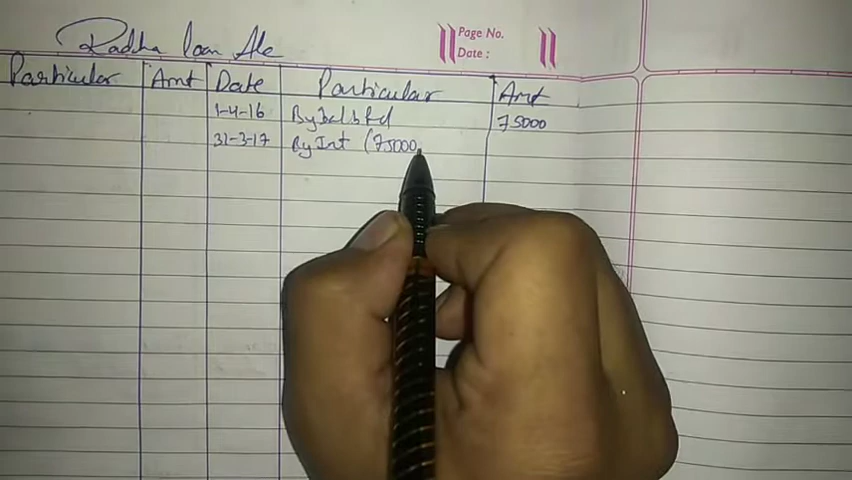 Page No.
Date :
Radha loan A/c
Particular Amt Date Particular Amt
1-4-16 By bal b f d 75000
31-3-17 By Int (75000